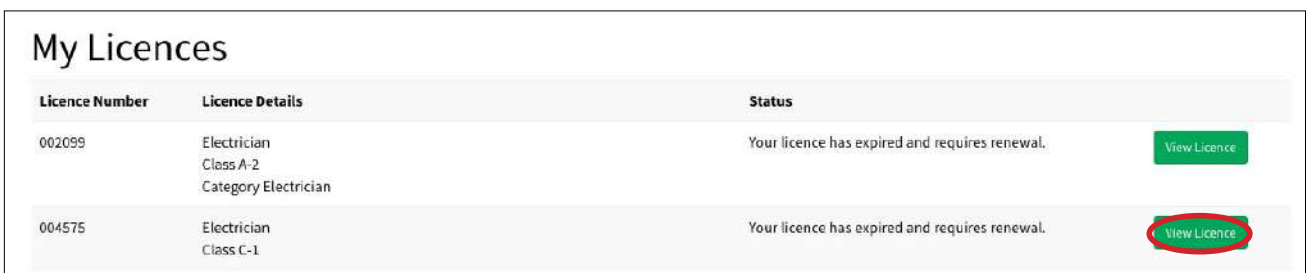 My Licences
Licence Number Licence Details Status
002099 Electrician Your licence has expired and requires renewal. View Licence
Class A-2
Category Electrician
004575 Electrician Your licence has expired and requires renewal. View Licence
Class C-1